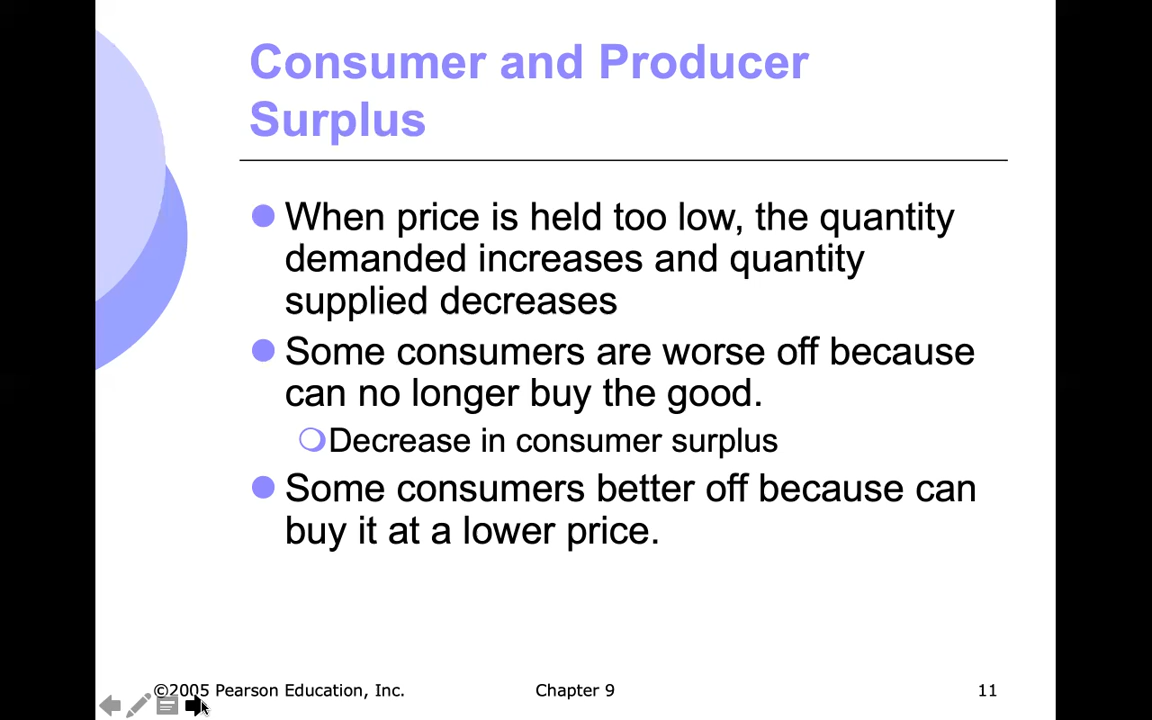 Consumer and Producer
Surplus
When price is held too low, the quantity
demanded increases and quantity
supplied decreases
Some consumers are worse off because
can no longer buy the good.
Decrease in consumer surplus
Some consumers better off because can
buy it at a lower price.
©2005 Pearson Education, Inc. Chapter 9 11